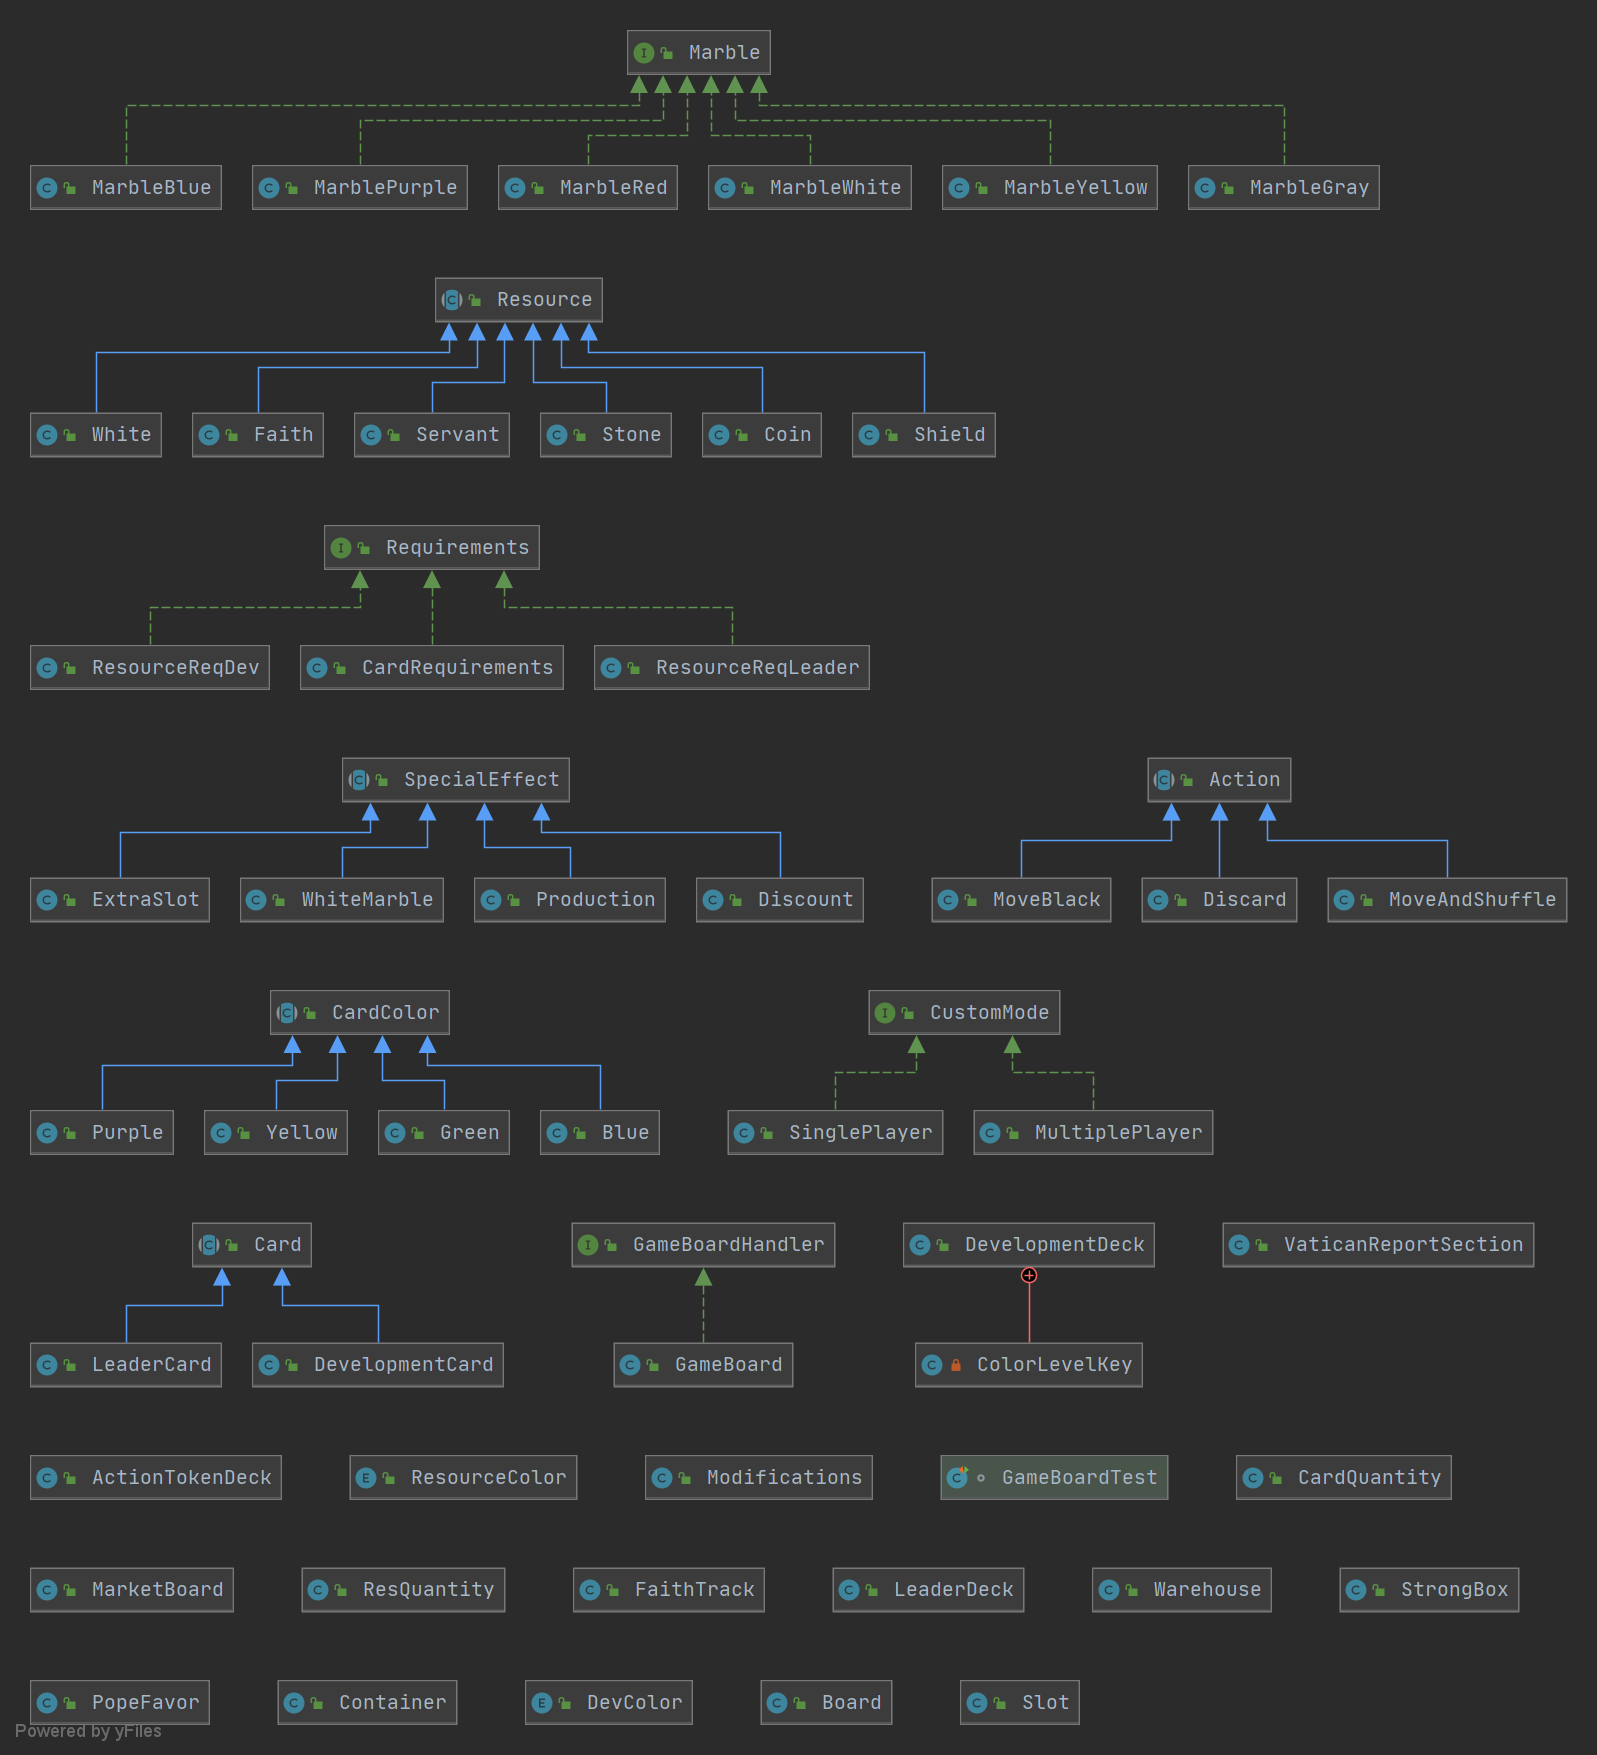 Marble
MarbleBlue MarblePurple MarbleRed MarbleWhite MarbleYellow MarbleGray
Resource
White Faith Servant Stone Coin Shield
Requirements
ResourceReqDev CardRequirements ResourceReqLeader
SpecialEffect Action
ExtraSlot WhiteMarble Production Discount MoveBlack Discard MoveAndShuffle
CardColor CustomMode
Purple Yellow Green Blue SinglePlayer MultiplePlayer
Card GameBoardHandler DevelopmentDeck VaticanReportSection
LeaderCard DevelopmentCard GameBoard ColorLevelKey
ActionTokenDeck ResourceColor Modifications GameBoardTest CardQuantity
MarketBoard ResQuantity FaithTrack LeaderDeck Warehouse StrongBox
PopeFavor Container DevColor Board Slot
Powered by yFiles